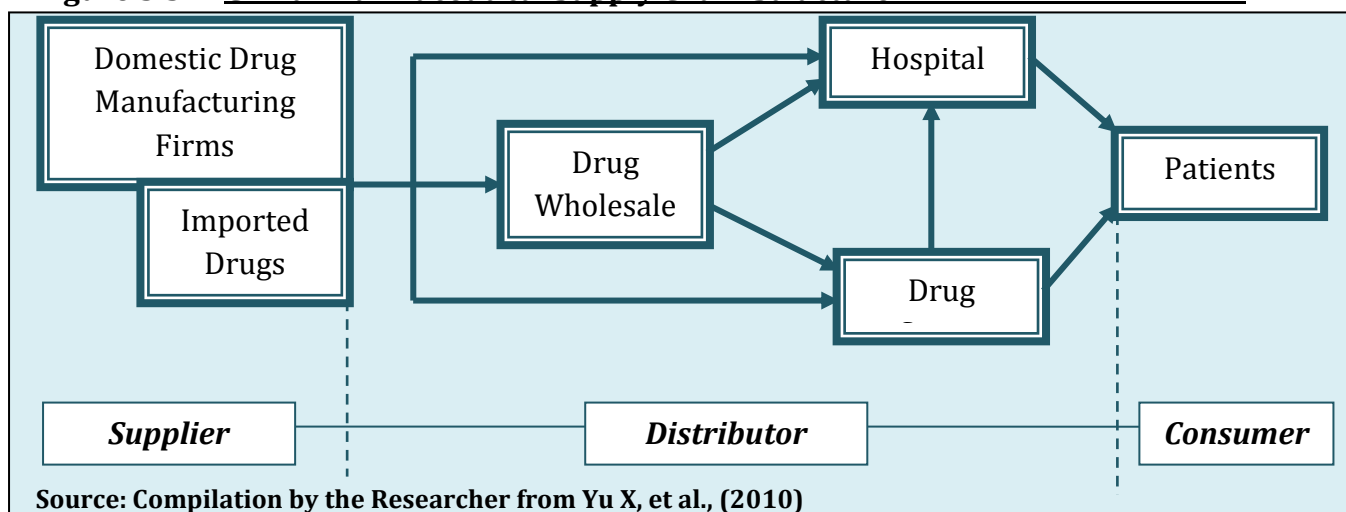 Domestic Drug
Manufacturing
Firms
Imported
Drugs
Drug
Wholesale
Hospital
Drug
Patients
Supplier
Distributor
Consumer
Source: Compilation by the Researcher from Yu X, et al., (2010)